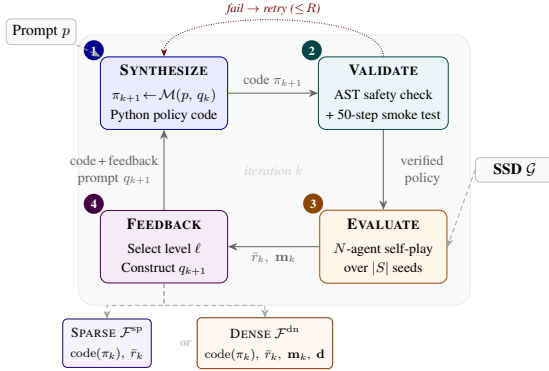 fail → retry (≤ R)
Prompt p
1
SYNTHESIZE
π_{k+1} ← M(p, q_k)
Python policy code
code π_{k+1}
2
VALIDATE
AST safety check
+ 50-step smoke test
code + feedback
prompt q_{k+1}
iteration k
verified
policy
SSD G
4
FEEDBACK
Select level ℓ
Construct q_{k+1}
r̄_k, m_k
3
EVALUATE
N-agent self-play
over |S| seeds
SPARSE F^{sp}
code(π_k), r̄_k
or
DENSE F^{dn}
code(π_k), r̄_k, m_k, d